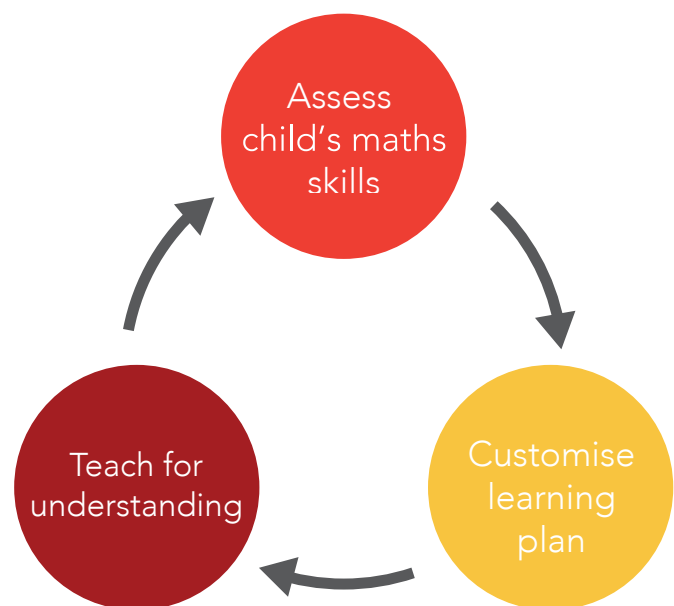 Assess
child's maths
skills
Customise
learning
plan
Teach for
understanding